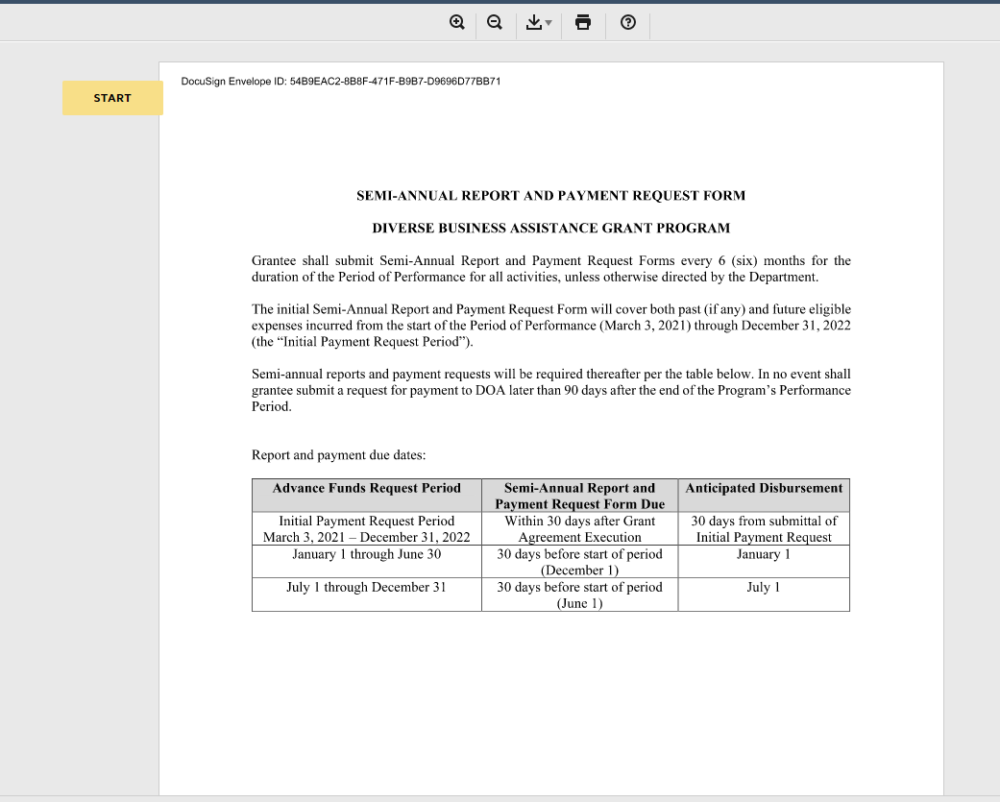 DocuSign Envelope ID: 54B9EAC2-8B8F-471F-B9B7-D9696D77BB71
START
SEMI-ANNUAL REPORT AND PAYMENT REQUEST FORM
DIVERSE BUSINESS ASSISTANCE GRANT PROGRAM
Grantee shall submit Semi-Annual Report and Payment Request Forms every 6 (six) months for the
duration of the Period of Performance for all activities, unless otherwise directed by the Department.
The initial Semi-Annual Report and Payment Request Form will cover both past (if any) and future eligible
expenses incurred from the start of the Period of Performance (March 3, 2021) through December 31, 2022
(the “Initial Payment Request Period”).
Semi-annual reports and payment requests will be required thereafter per the table below. In no event shall
grantee submit a request for payment to DOA later than 90 days after the end of the Program’s Performance
Period.
Report and payment due dates:
Advance Funds Request Period
Semi-Annual Report and
Payment Request Form Due
Anticipated Disbursement
Initial Payment Request Period
March 3, 2021 – December 31, 2022
Within 30 days after Grant
Agreement Execution
30 days from submittal of
Initial Payment Request
January 1 through June 30
30 days before start of period
(December 1)
January 1
July 1 through December 31
30 days before start of period
(June 1)
July 1